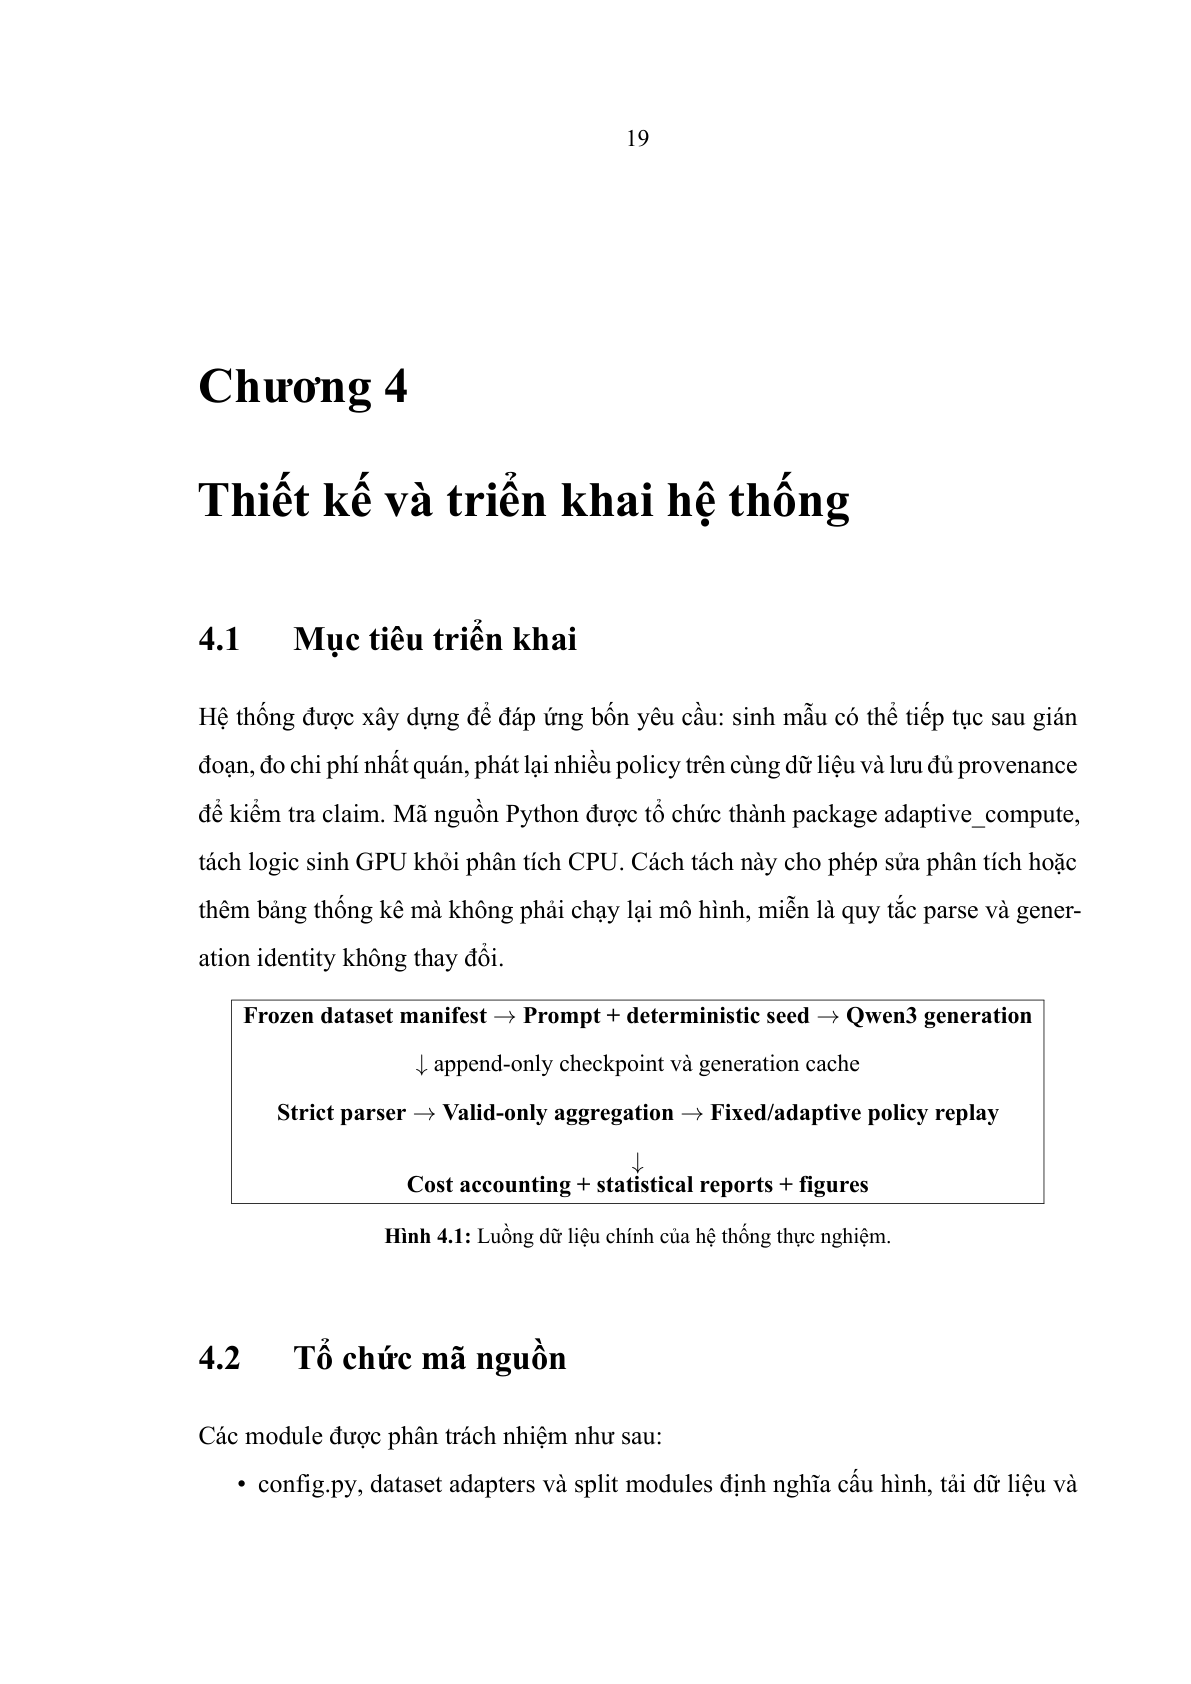 19
Chương 4
Thiết kế và triển khai hệ thống
4.1 Mục tiêu triển khai
Hệ thống được xây dựng để đáp ứng bốn yêu cầu: sinh mẫu có thể tiếp tục sau gián
đoạn, đo chi phí nhất quán, phát lại nhiều policy trên cùng dữ liệu và lưu đủ provenance
để kiểm tra claim. Mã nguồn Python được tổ chức thành package adaptive_compute,
tách logic sinh GPU khỏi phân tích CPU. Cách tách này cho phép sửa phân tích hoặc
thêm bảng thống kê mà không phải chạy lại mô hình, miễn là quy tắc parse và gener-
ation identity không thay đổi.
Frozen dataset manifest → Prompt + deterministic seed → Qwen3 generation
↓ append-only checkpoint và generation cache
Strict parser → Valid-only aggregation → Fixed/adaptive policy replay
↓
Cost accounting + statistical reports + figures
Hình 4.1: Luồng dữ liệu chính của hệ thống thực nghiệm.
4.2 Tổ chức mã nguồn
Các module được phân trách nhiệm như sau:
• config.py, dataset adapters và split modules định nghĩa cấu hình, tải dữ liệu và